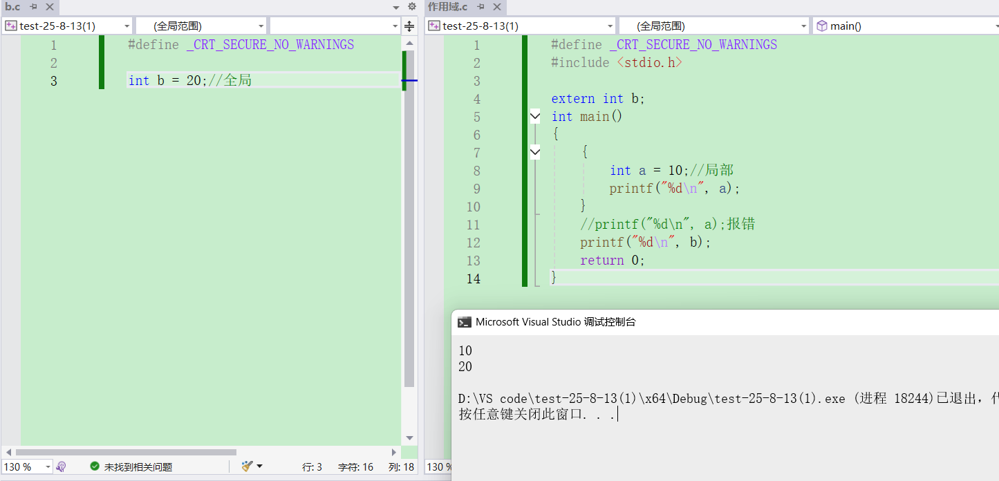 b.c
test-25-8-13(1)
(全局范围)
1
#define _CRT_SECURE_NO_WARNINGS
2
3
int b = 20;//全局
130 %
未找到相关问题
行: 3
字符: 16
列: 18
作用域.c
test-25-8-13(1)
(全局范围)
main()
1
#define _CRT_SECURE_NO_WARNINGS
2
#include <stdio.h>
3
4
extern int b;
5
int main()
6
{
7
{
8
int a = 10;//局部
9
printf("%d\n", a);
10
}
11
//printf("%d\n", a);报错
12
printf("%d\n", b);
13
return 0;
14
}
130 %
Microsoft Visual Studio 调试控制台
10
20
D:\VS code\test-25-8-13(1)\x64\Debug\test-25-8-13(1).exe (进程 18244)已退出，
按任意键关闭此窗口. . .